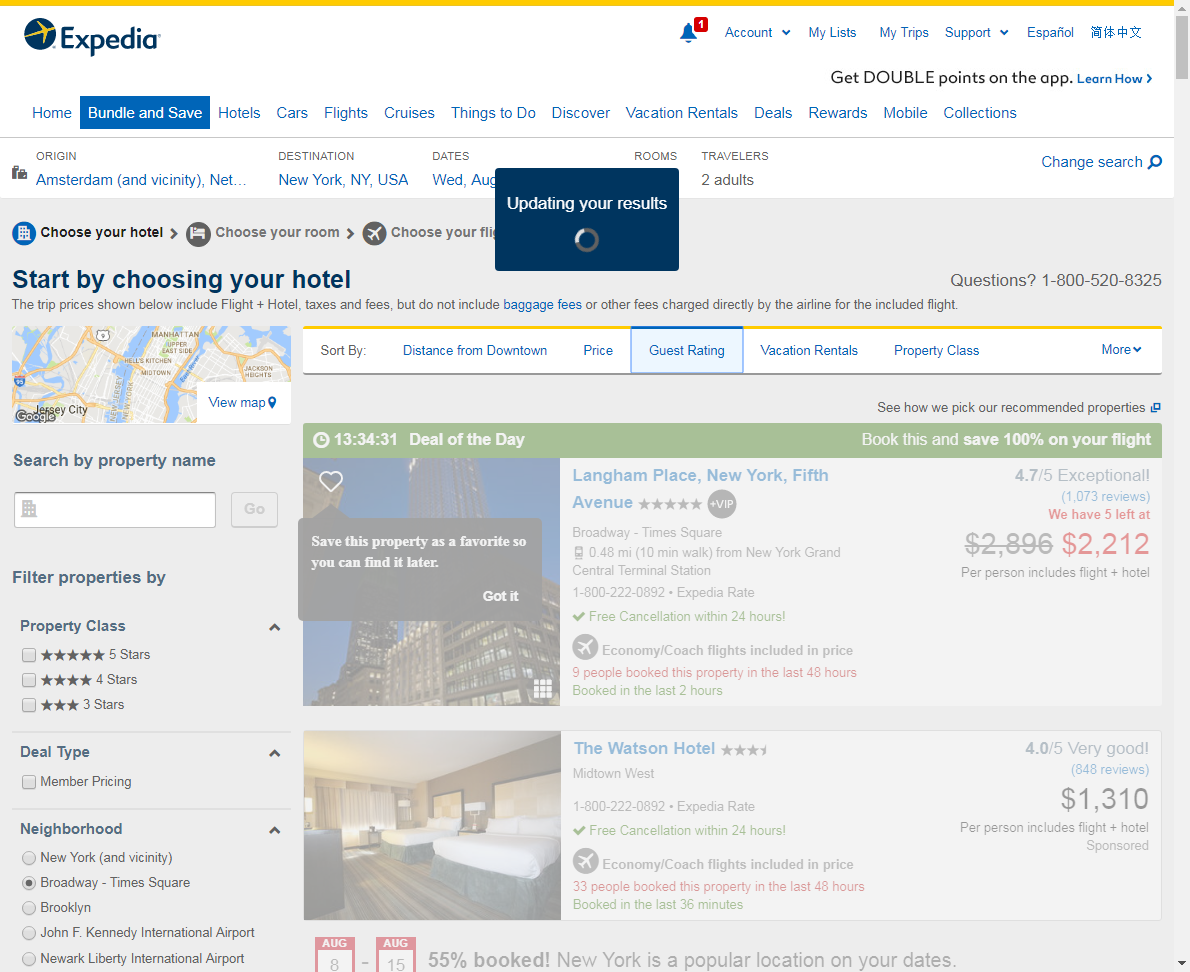 Expedia
1
Account
My Lists
My Trips
Support
Español
简体中文
Get DOUBLE points on the app. Learn How
Home
Bundle and Save
Hotels
Cars
Flights
Cruises
Things to Do
Discover
Vacation Rentals
Deals
Rewards
Mobile
Collections
ORIGIN
Amsterdam (and vicinity), Net...
DESTINATION
New York, NY, USA
DATES
Wed, Aug
ROOMS
TRAVELERS
2 adults
Change search
Updating your results
Choose your hotel
Choose your room
Choose your flig
Start by choosing your hotel
Questions? 1-800-520-8325
The trip prices shown below include Flight + Hotel, taxes and fees, but do not include baggage fees or other fees charged directly by the airline for the included flight.
9
MANHATTAN
UPPER
EAST SIDE
HELL'S KITCHEN
MIDTOWN
JACKSON
HEIGHTS
NEW JERSEY
NEW YORK
East River
95
Jersey City
Google
View map
Sort By:
Distance from Downtown
Price
Guest Rating
Vacation Rentals
Property Class
More
See how we pick our recommended properties
Search by property name
Go
Filter properties by
Property Class
5 Stars
4 Stars
3 Stars
Deal Type
Member Pricing
Neighborhood
New York (and vicinity)
Broadway - Times Square
Brooklyn
John F. Kennedy International Airport
Newark Liberty International Airport
13:34:31 Deal of the Day
Book this and save 100% on your flight
Save this property as a favorite so
you can find it later.
Got it
Langham Place, New York, Fifth
Avenue
+VIP
Broadway - Times Square
0.48 mi (10 min walk) from New York Grand
Central Terminal Station
1-800-222-0892 • Expedia Rate
Free Cancellation within 24 hours!
Economy/Coach flights included in price
9 people booked this property in the last 48 hours
Booked in the last 2 hours
4.7/5 Exceptional!
(1,073 reviews)
We have 5 left at
$2,896 $2,212
Per person includes flight + hotel
The Watson Hotel
Midtown West
1-800-222-0892 • Expedia Rate
Free Cancellation within 24 hours!
Economy/Coach flights included in price
33 people booked this property in the last 48 hours
Booked in the last 36 minutes
4.0/5 Very good!
(848 reviews)
$1,310
Per person includes flight + hotel
Sponsored
AUG
8
-
AUG
15
55% booked! New York is a popular location on your dates.